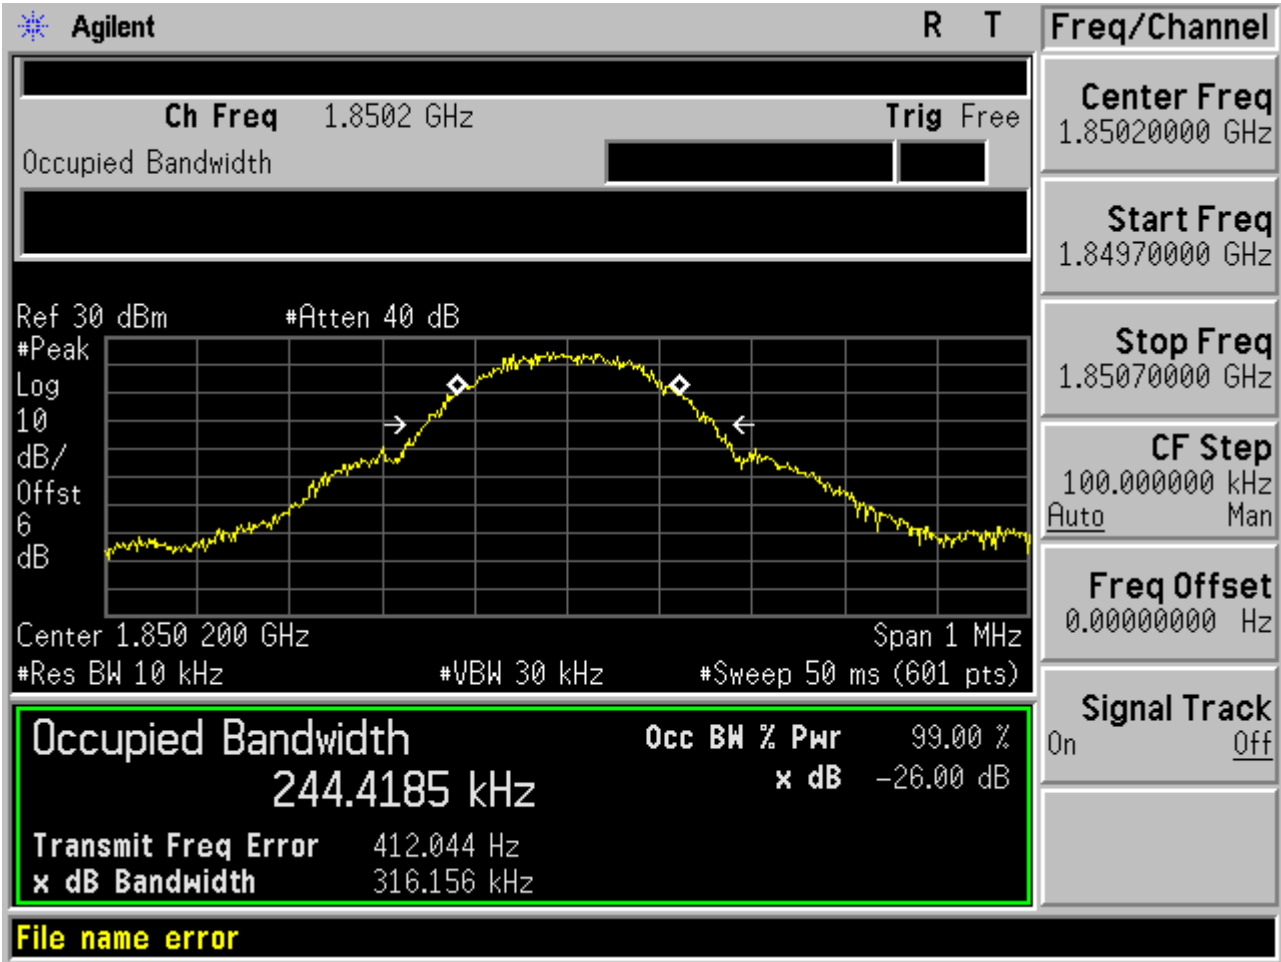 Agilent R T Freq/Channel
Ch Freq 1.8502 GHz Trig Free
Occupied Bandwidth
Center Freq
1.85020000 GHz
Start Freq
1.84970000 GHz
Stop Freq
1.85070000 GHz
CF Step
100.000000 kHz
Auto Man
Freq Offset
0.00000000 Hz
Signal Track
On Off
Ref 30 dBm #Atten 40 dB
#Peak
Log
10
dB/
Offst
6
dB
Center 1.850 200 GHz Span 1 MHz
#Res BW 10 kHz #VBW 30 kHz #Sweep 50 ms (601 pts)
Occupied Bandwidth Occ BW % Pwr 99.00 %
244.4185 kHz x dB -26.00 dB
Transmit Freq Error 412.044 Hz
x dB Bandwidth 316.156 kHz
File name error